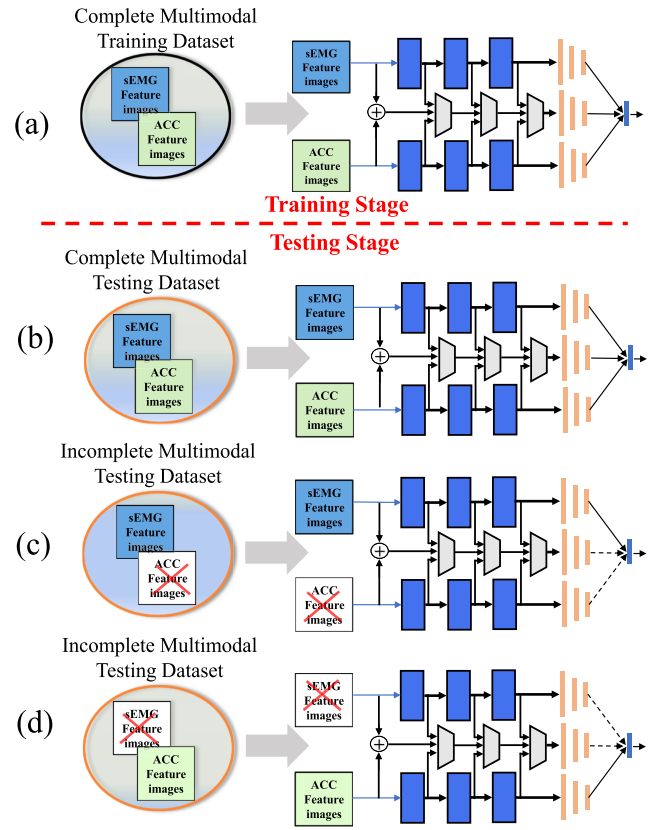 Complete Multimodal
Training Dataset
(a)
sEMG
Feature
images
ACC
Feature
images
sEMG
Feature
images
ACC
Feature
images
Training Stage
Testing Stage
Complete Multimodal
Testing Dataset
(b)
sEMG
Feature
images
ACC
Feature
images
sEMG
Feature
images
ACC
Feature
images
Incomplete Multimodal
Testing Dataset
(c)
sEMG
Feature
images
ACC
Feature
images
sEMG
Feature
images
ACC
Feature
images
Incomplete Multimodal
Testing Dataset
(d)
sEMG
Feature
images
ACC
Feature
images
sEMG
Feature
images
ACC
Feature
images